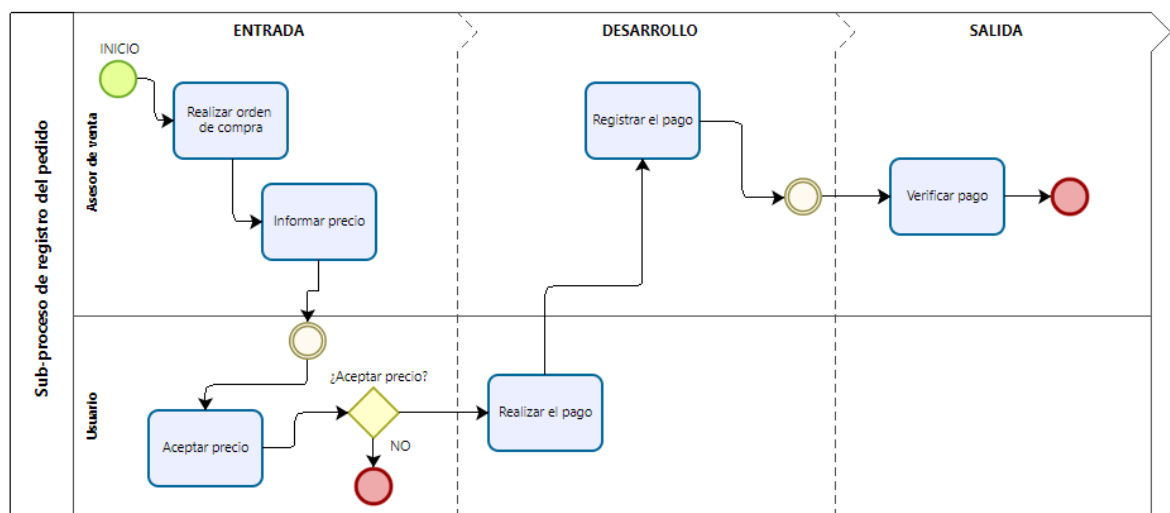 Sub-proceso de registro del pedido
ENTRADA
DESARROLLO
SALIDA
Asesor de venta
INICIO
Realizar orden
de compra
Informar precio
Registrar el pago
Verificar pago
Usuario
Aceptar precio
¿Aceptar precio?
NO
Realizar el pago